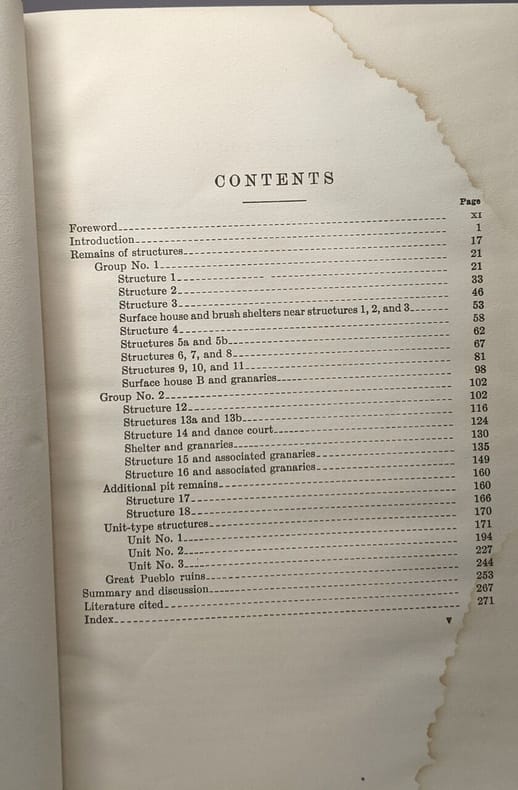 CONTENTS
Page
Foreword XI
Introduction 1
Remains of structures 17
Group No. 1 21
Structure 1 21
Structure 2 33
Structure 3 46
Surface house and brush shelters near structures 1, 2, and 3 53
Structure 4 58
Structures 5a and 5b 62
Structures 6, 7, and 8 67
Structures 9, 10, and 11 81
Surface house B and granaries 98
Group No. 2 102
Structure 12 102
Structures 13a and 13b 116
Structure 14 and dance court 124
Shelter and granaries 130
Structure 15 and associated granaries 135
Structure 16 and associated granaries 149
Additional pit remains 160
Structure 17 160
Structure 18 166
Unit-type structures 170
Unit No. 1 171
Unit No. 2 194
Unit No. 3 227
Great Pueblo ruins 244
Summary and discussion 253
Literature cited 267
Index 271
V